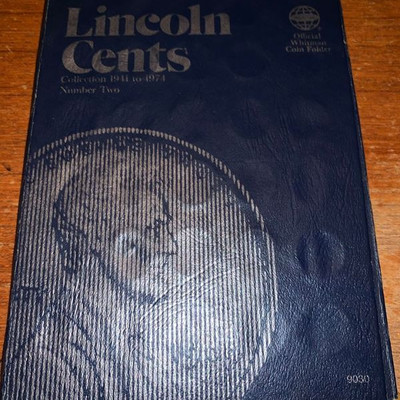 Lincoln
Cents
Collection 1941 to 1974
Number Two
Official
Whitman
Coin Folder
9030